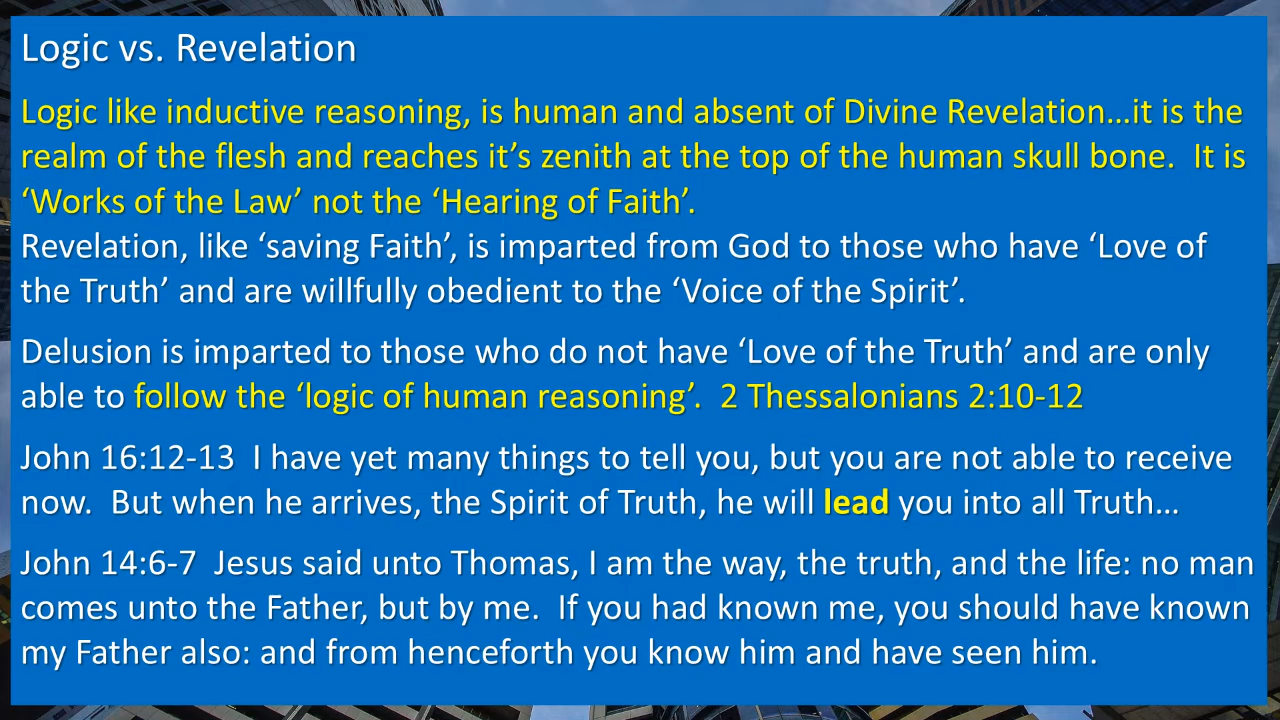 Logic vs. Revelation
Logic like inductive reasoning, is human and absent of Divine Revelation…it is the
realm of the flesh and reaches it’s zenith at the top of the human skull bone.  It is
‘Works of the Law’ not the ‘Hearing of Faith’.
Revelation, like ‘saving Faith’, is imparted from God to those who have ‘Love of
the Truth’ and are willfully obedient to the ‘Voice of the Spirit’.
Delusion is imparted to those who do not have ‘Love of the Truth’ and are only
able to follow the ‘logic of human reasoning’.  2 Thessalonians 2:10-12
John 16:12-13  I have yet many things to tell you, but you are not able to receive
now.  But when he arrives, the Spirit of Truth, he will lead you into all Truth…
John 14:6-7  Jesus said unto Thomas, I am the way, the truth, and the life: no man
comes unto the Father, but by me.  If you had known me, you should have known
my Father also: and from henceforth you know him and have seen him.